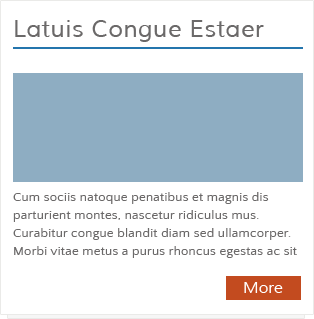 Latuis Congue Estaer
Cum sociis natoque penatibus et magnis dis
parturient montes, nascetur ridiculus mus.
Curabitur congue blandit diam sed ullamcorper.
Morbi vitae metus a purus rhoncus egestas ac sit
More